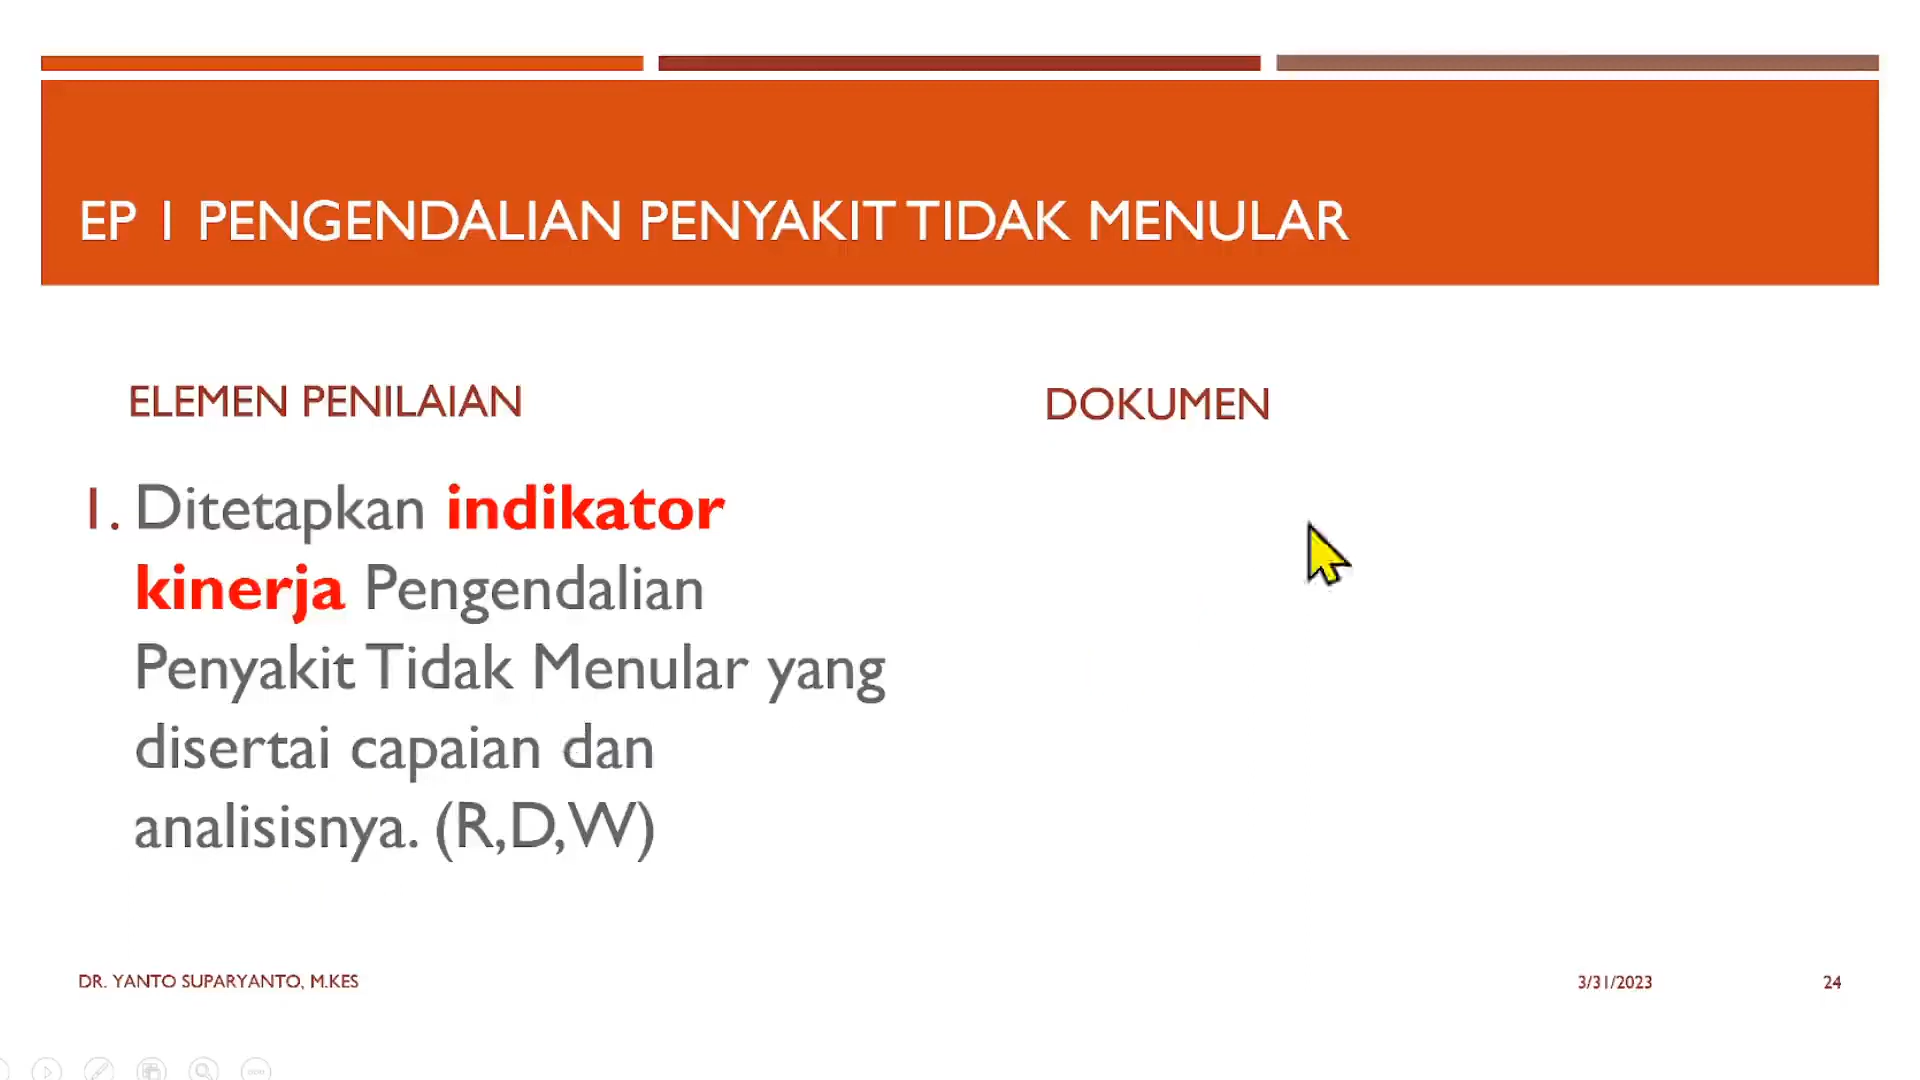 EP 1 PENGENDALIAN PENYAKIT TIDAK MENULAR
ELEMEN PENILAIAN
1. Ditetapkan indikator
kinerja Pengendalian
Penyakit Tidak Menular yang
disertai capaian dan
analisisnya. (R,D,W)
DOKUMEN
DR. YANTO SUPARYANTO, M.KES
3/31/2023
24